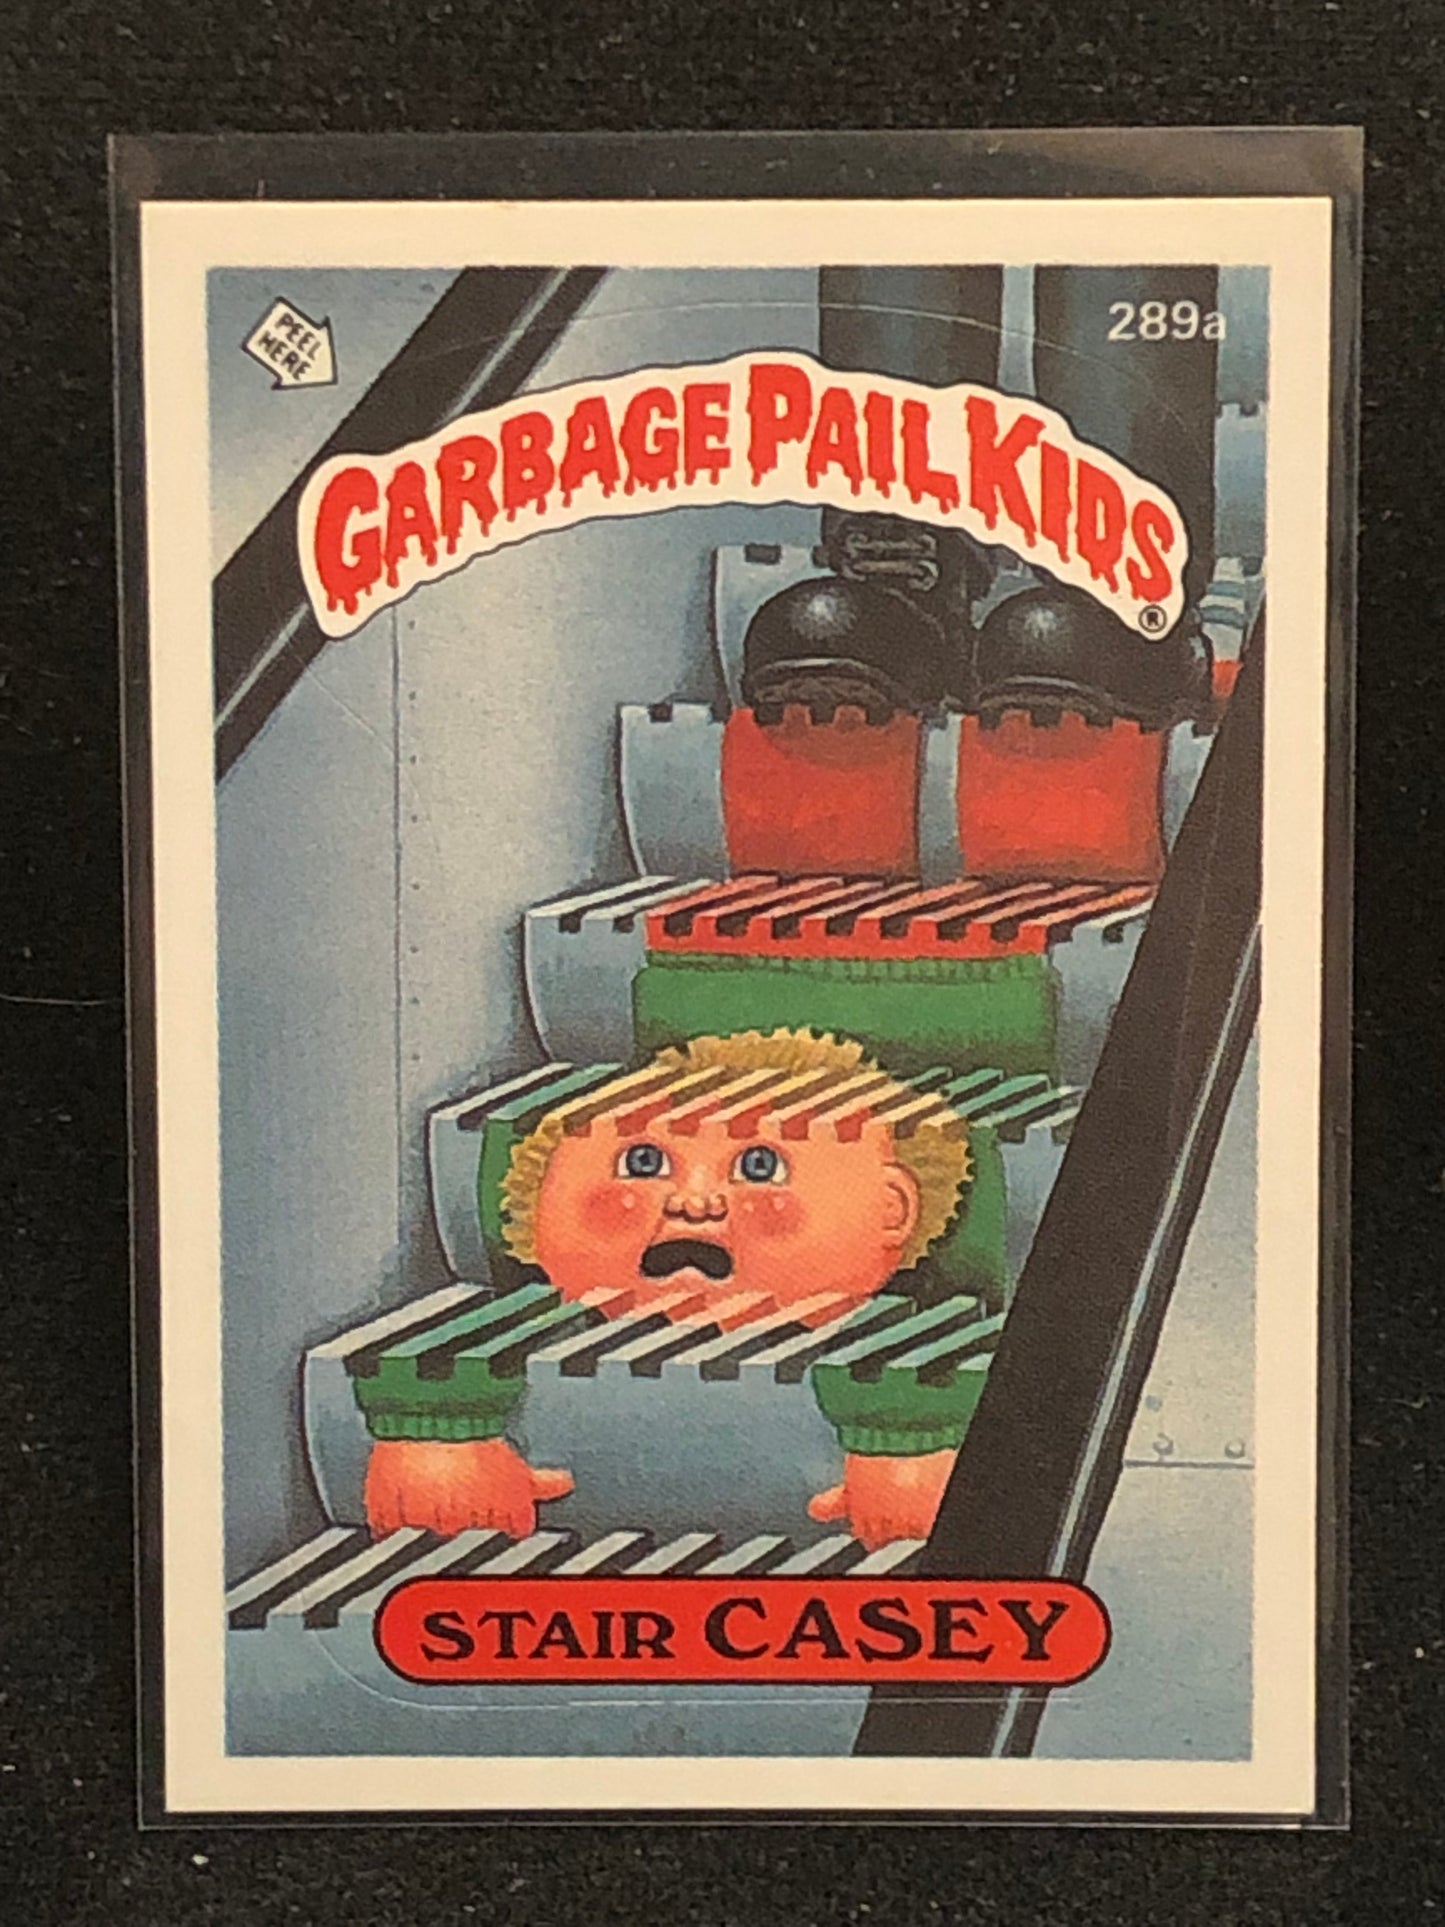 PEEL
HERE
289a
GARBAGE PAIL KIDS
®
STAIR CASEY